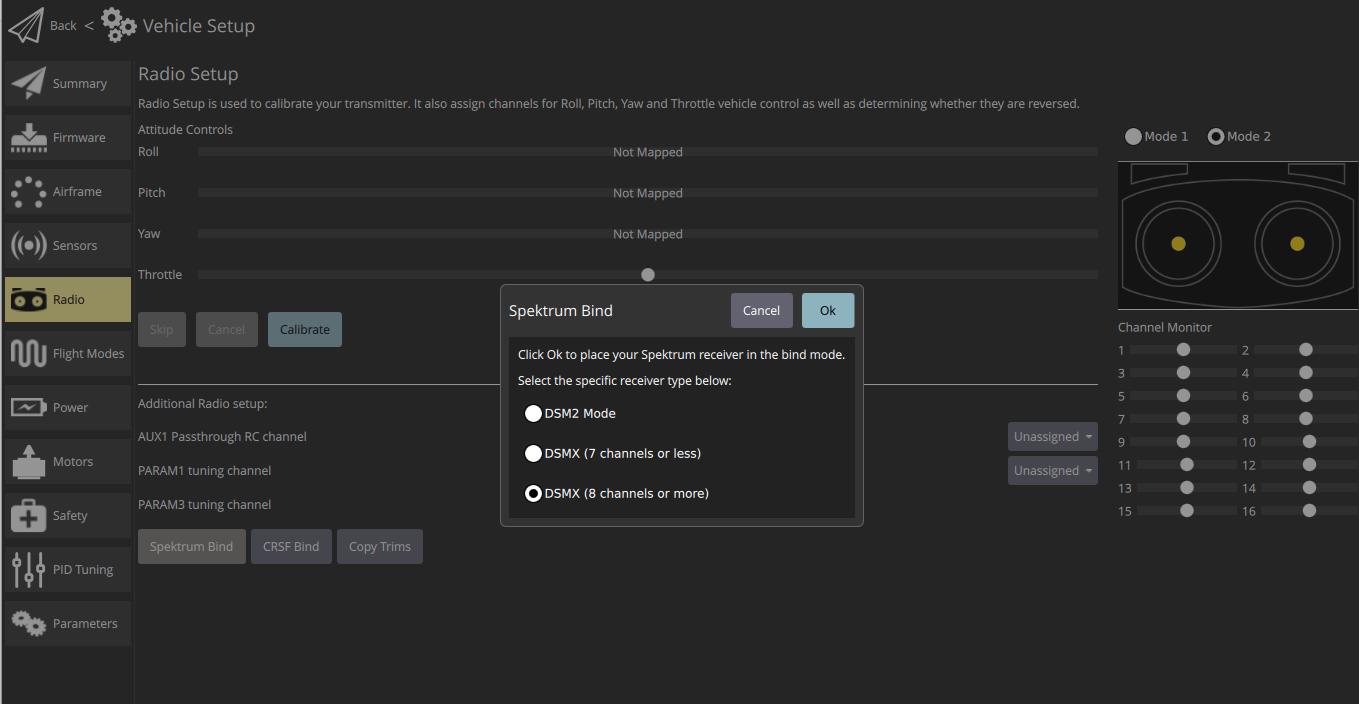 Back < Vehicle Setup
Summary
Firmware
Airframe
Sensors
Radio
Flight Modes
Power
Motors
Safety
PID Tuning
Parameters
Radio Setup
Radio Setup is used to calibrate your transmitter. It also assign channels for Roll, Pitch, Yaw and Throttle vehicle control as well as determining whether they are reversed.
Attitude Controls
Roll Not Mapped
Pitch Not Mapped
Yaw Not Mapped
Throttle
Skip Cancel Calibrate
Additional Radio setup:
AUX1 Passthrough RC channel Unassigned
PARAM1 tuning channel Unassigned
PARAM3 tuning channel
Spektrum Bind CRSF Bind Copy Trims
Spektrum Bind Cancel Ok
Click Ok to place your Spektrum receiver in the bind mode.
Select the specific receiver type below:
DSM2 Mode
DSMX (7 channels or less)
DSMX (8 channels or more)
Mode 1 Mode 2
Channel Monitor
1 2
3 4
5 6
7 8
9 10
11 12
13 14
15 16